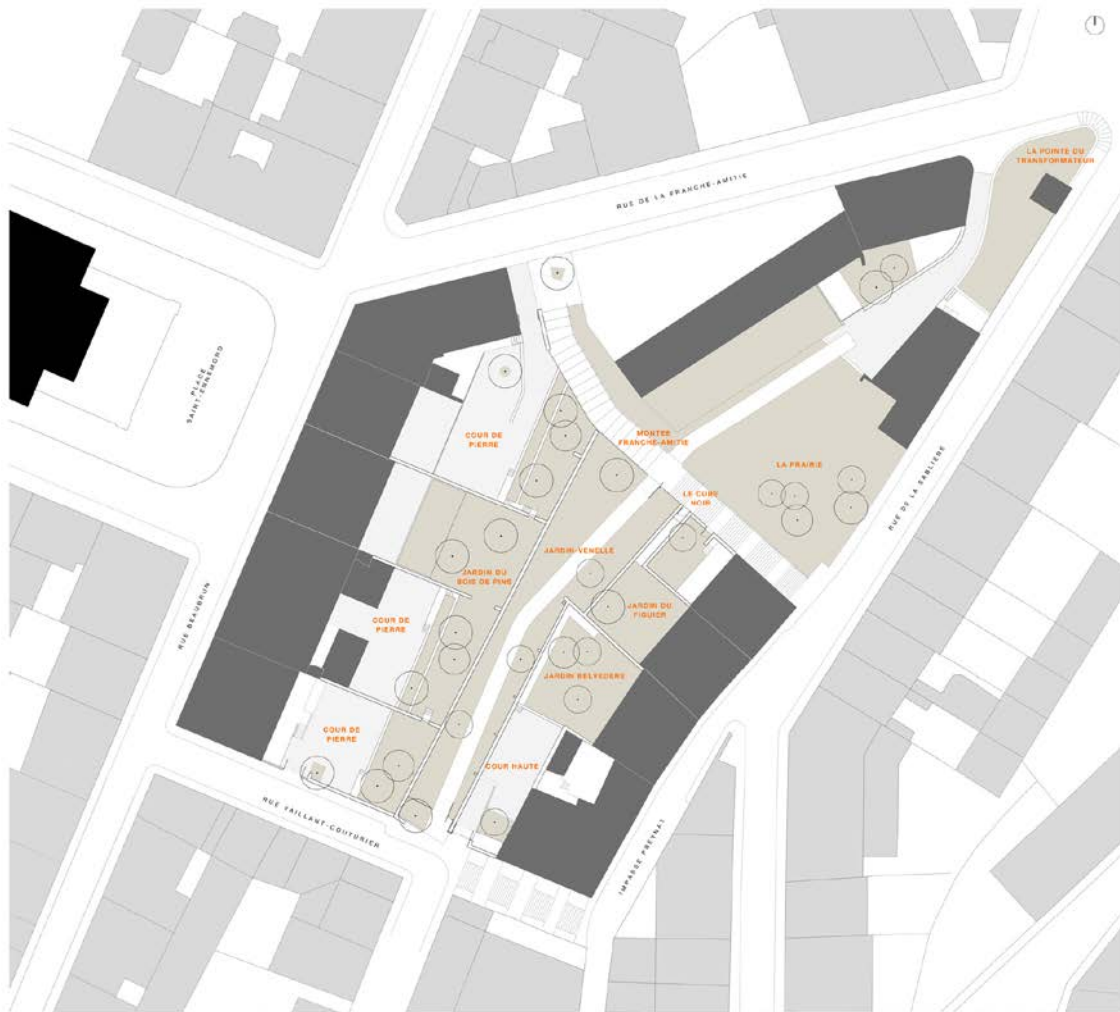 LA POINTE DU
TRANSFORMATEUR
RUE DE LA FRANCHE-AMITIE
PLACE
SAINT-ENNEMOND
COUR DE
PIERRE
MONTEE
FRANCHE-AMITIE
LA PRAIRIE
LE CUBE
NOIR
RUE DE LA SABLIERE
JARDIN-VENELLE
JARDIN DU
BOIS DE PINS
JARDIN DU
FIGUIER
RUE BEAUBRUN
COUR DE
PIERRE
JARDIN BELVEDERE
COUR DE
PIERRE
COUR HAUTE
RUE VAILLANT-COUTURIER
IMPASSE PREYNAT